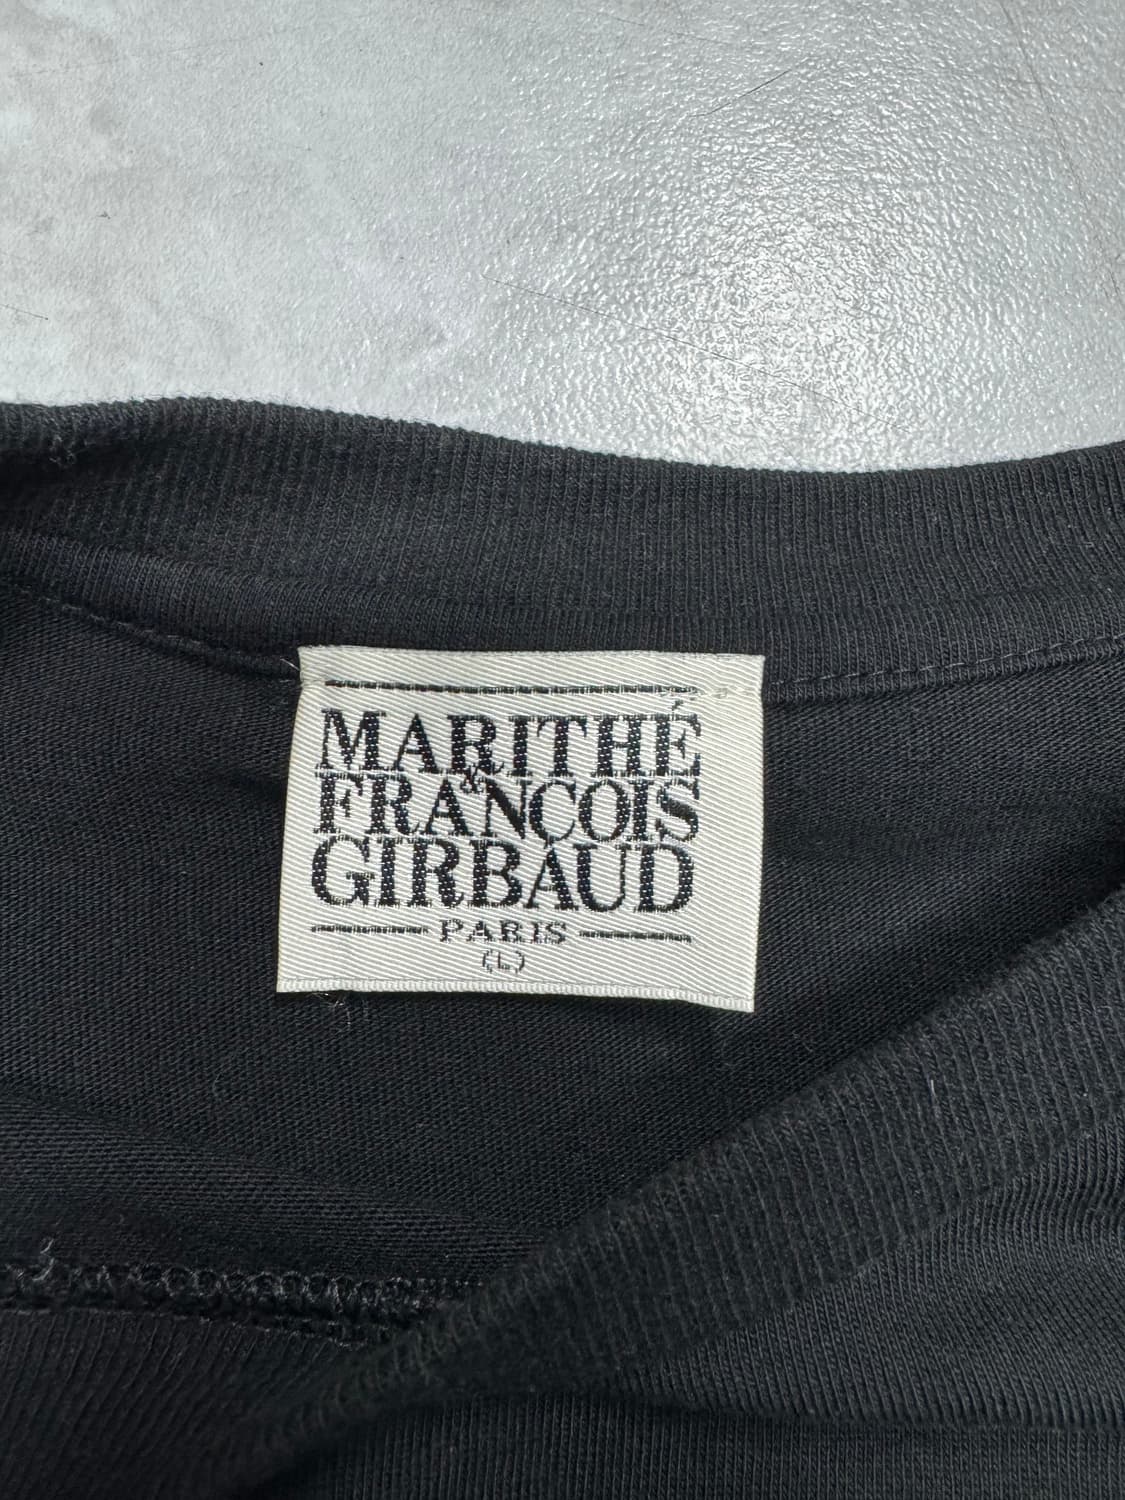 MARITHÉ
&
FRANÇOIS
GIRBAUD
PARIS
(L)